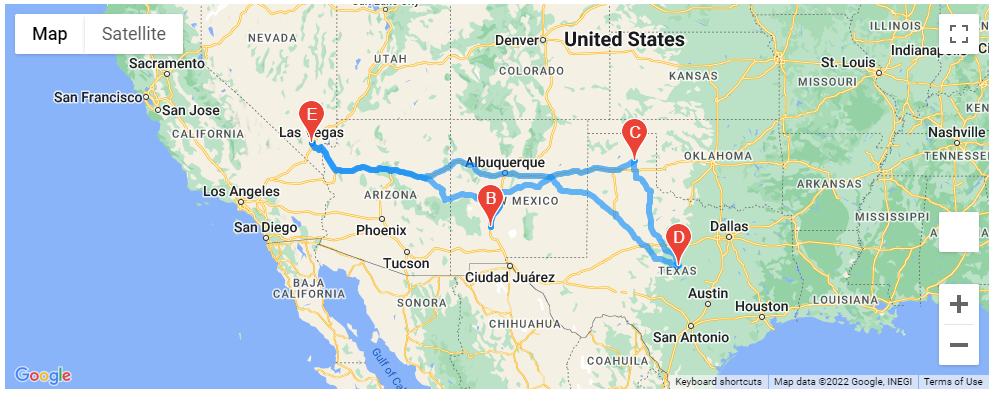 Map
Satellite
NEVADA
UTAH
Denver
United States
COLORADO
KANSAS
ILLINOIS
Indianap
St. Louis
MISSOURI
Sacramento
San Francisco
San Jose
CALIFORNIA
E
Las Vegas
C
KEN
Nashville
TENNESSEE
Albuquerque
OKLAHOMA
ARKANSAS
Los Angeles
ARIZONA
B
W MEXICO
MISSISSIPPI
San Diego
Phoenix
D
Dallas
Tucson
Ciudad Juárez
TEXAS
BAJA
CALIFORNIA
SONORA
CHIHUAHUA
Austin
Houston
LOUISIANA
San Antonio
Gulf of Ca
COAHUILA
Google
Keyboard shortcuts
Map data ©2022 Google, INEGI
Terms of Use